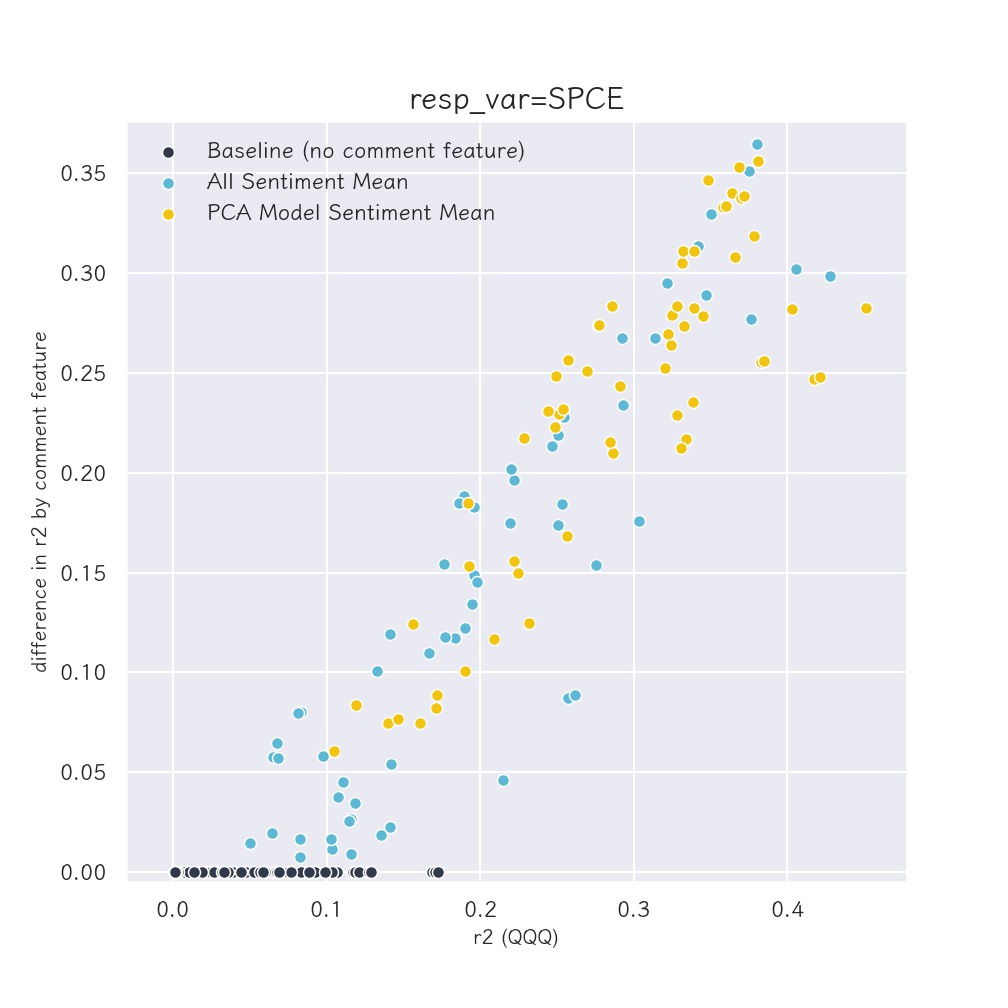 resp_var=SPCE
Baseline (no comment feature)
All Sentiment Mean
PCA Model Sentiment Mean
difference in r2 by comment feature
0.35
0.30
0.25
0.20
0.15
0.10
0.05
0.00
0.0 0.1 0.2 0.3 0.4
r2 (QQQ)